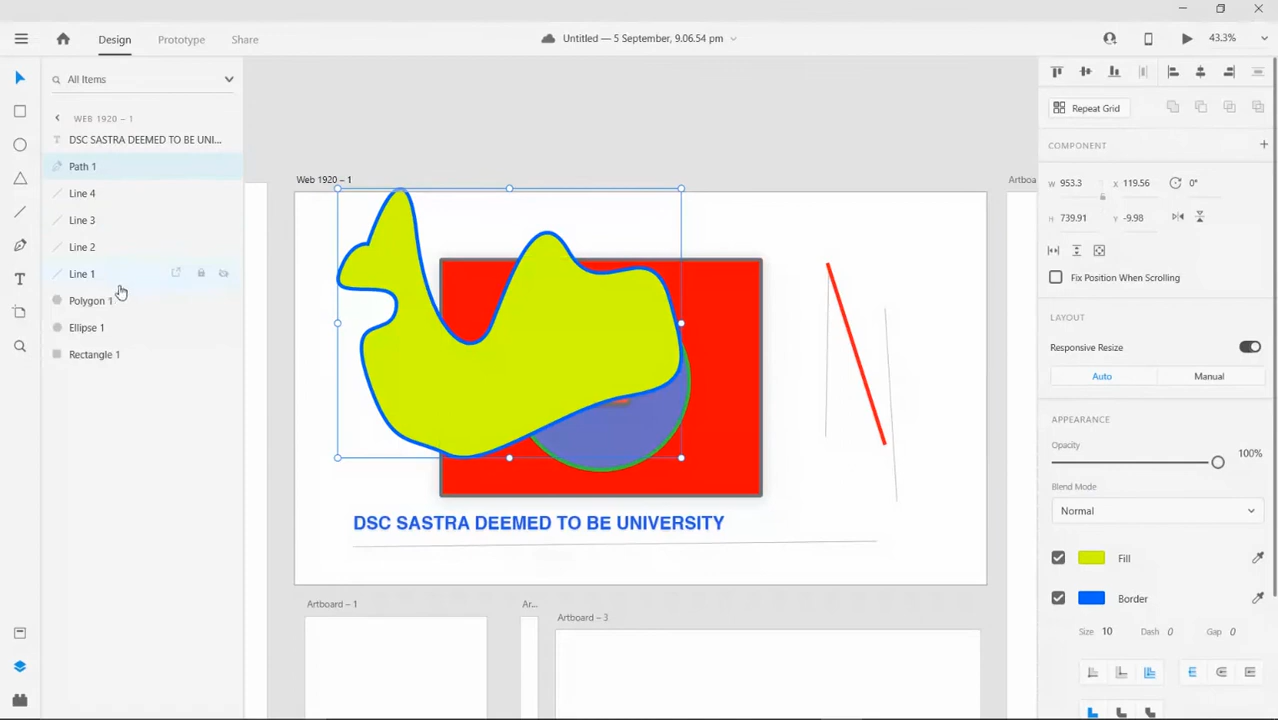 Design
Prototype
Share
Untitled — 5 September, 9.06.54 pm
43.3%
All Items
WEB 1920 – 1
DSC SASTRA DEEMED TO BE UNI...
Path 1
Line 4
Line 3
Line 2
Line 1
Polygon 1
Ellipse 1
Rectangle 1
Web 1920 – 1
Artboa
DSC SASTRA DEEMED TO BE UNIVERSITY
Artboard – 1
Ar...
Artboard – 3
Repeat Grid
COMPONENT
W 953.3 X 119.56 0°
H 739.91 Y -9.98
Fix Position When Scrolling
LAYOUT
Responsive Resize
Auto Manual
APPEARANCE
Opacity
100%
Blend Mode
Normal
Fill
Border
Size 10 Dash 0 Gap 0